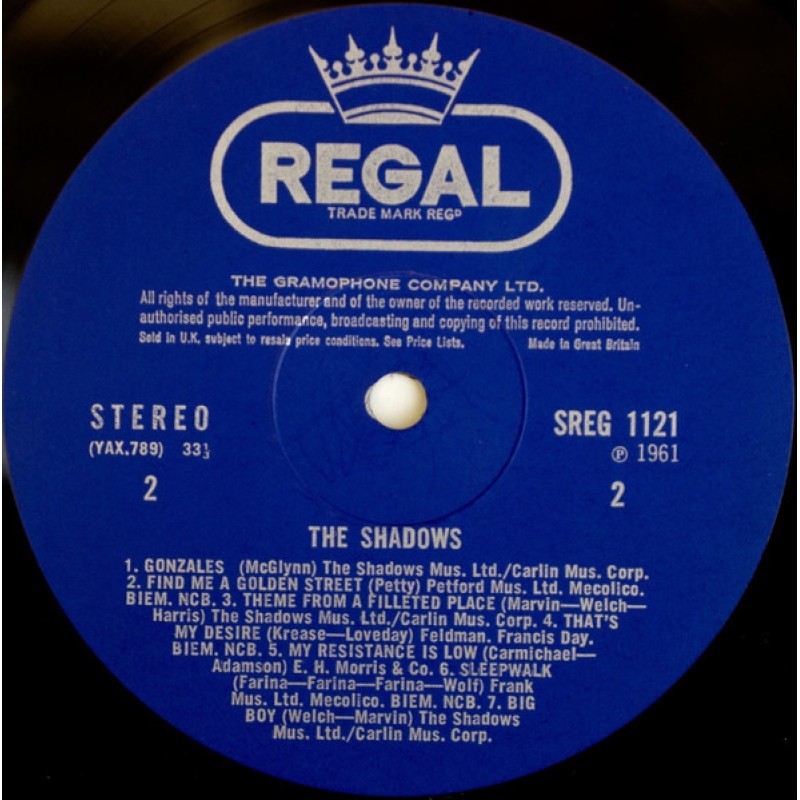 REGAL
TRADE MARK REGD
THE GRAMOPHONE COMPANY LTD.
All rights of the manufacturer and of the owner of the recorded work reserved. Un-
authorised public performance, broadcasting and copying of this record prohibited.
Sold in U.K. subject to resale price conditions. See Price Lists. Made in Great Britain
STEREO SREG 1121
(YAX.789) 33⅓ ℗ 1961
2 2
THE SHADOWS
1. GONZALES (McGlynn) The Shadows Mus. Ltd./Carlin Mus. Corp.
2. FIND ME A GOLDEN STREET (Petty) Petford Mus. Ltd. Mecolico.
BIEM. NCB. 3. THEME FROM A FILLETED PLACE (Marvin—Welch—
Harris) The Shadows Mus. Ltd./Carlin Mus. Corp. 4. THAT'S
MY DESIRE (Krease—Loveday) Feldman. Francis Day.
BIEM. NCB. 5. MY RESISTANCE IS LOW (Carmichael—
Adamson) E. H. Morris & Co. 6. SLEEPWALK
(Farina—Farina—Farina—Wolf) Frank
Mus. Ltd. Mecolico. BIEM. NCB. 7. BIG
BOY (Welch—Marvin) The Shadows
Mus. Ltd./Carlin Mus. Corp.